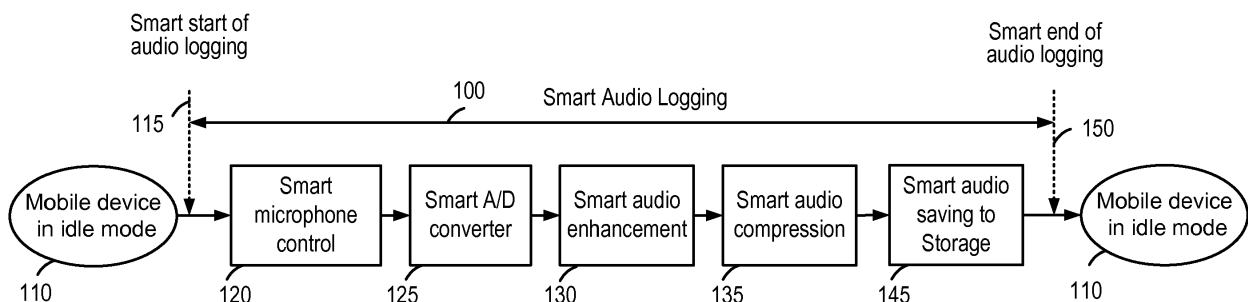 Smart start of
audio logging
Smart end of
audio logging
100
Smart Audio Logging
115
150
Mobile device
in idle mode
Smart
microphone
control
Smart A/D
converter
Smart audio
enhancement
Smart audio
compression
Smart audio
saving to
Storage
Mobile device
in idle mode
110
120
125
130
135
145
110